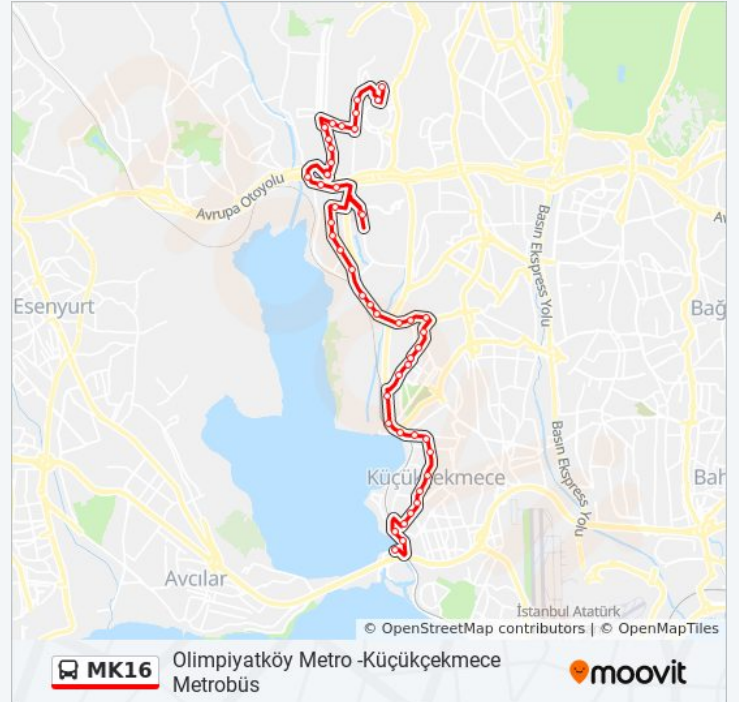 Avrupa Otoyolu
Av
Basın Ekspress Yolu
Esenyurt
Bağ
Basın Ekspress Yolu
Küçükçekmece
Bah
Avcılar
İstanbul Atatürk
© OpenStreetMap contributors | © OpenMapTiles
MK16
Olimpiyatköy Metro -Küçükçekmece
Metrobüs
moovit